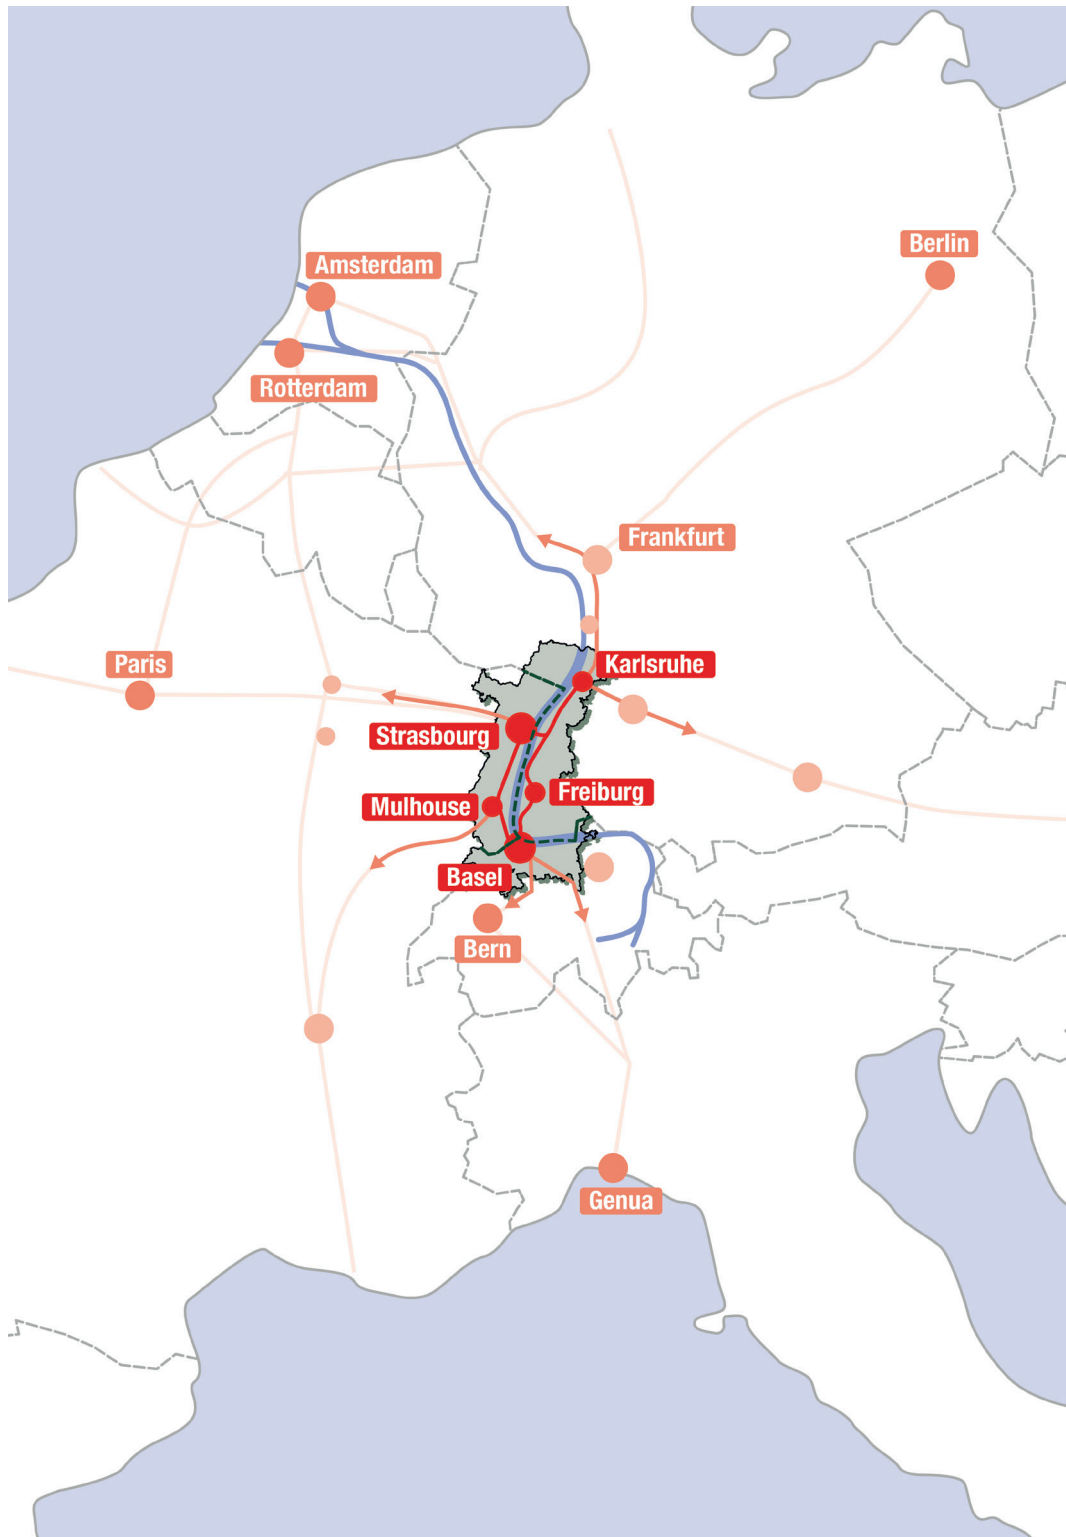 Berlin
Amsterdam
Rotterdam
Frankfurt
Paris
Karlsruhe
Strasbourg
Freiburg
Mulhouse
Basel
Bern
Genua